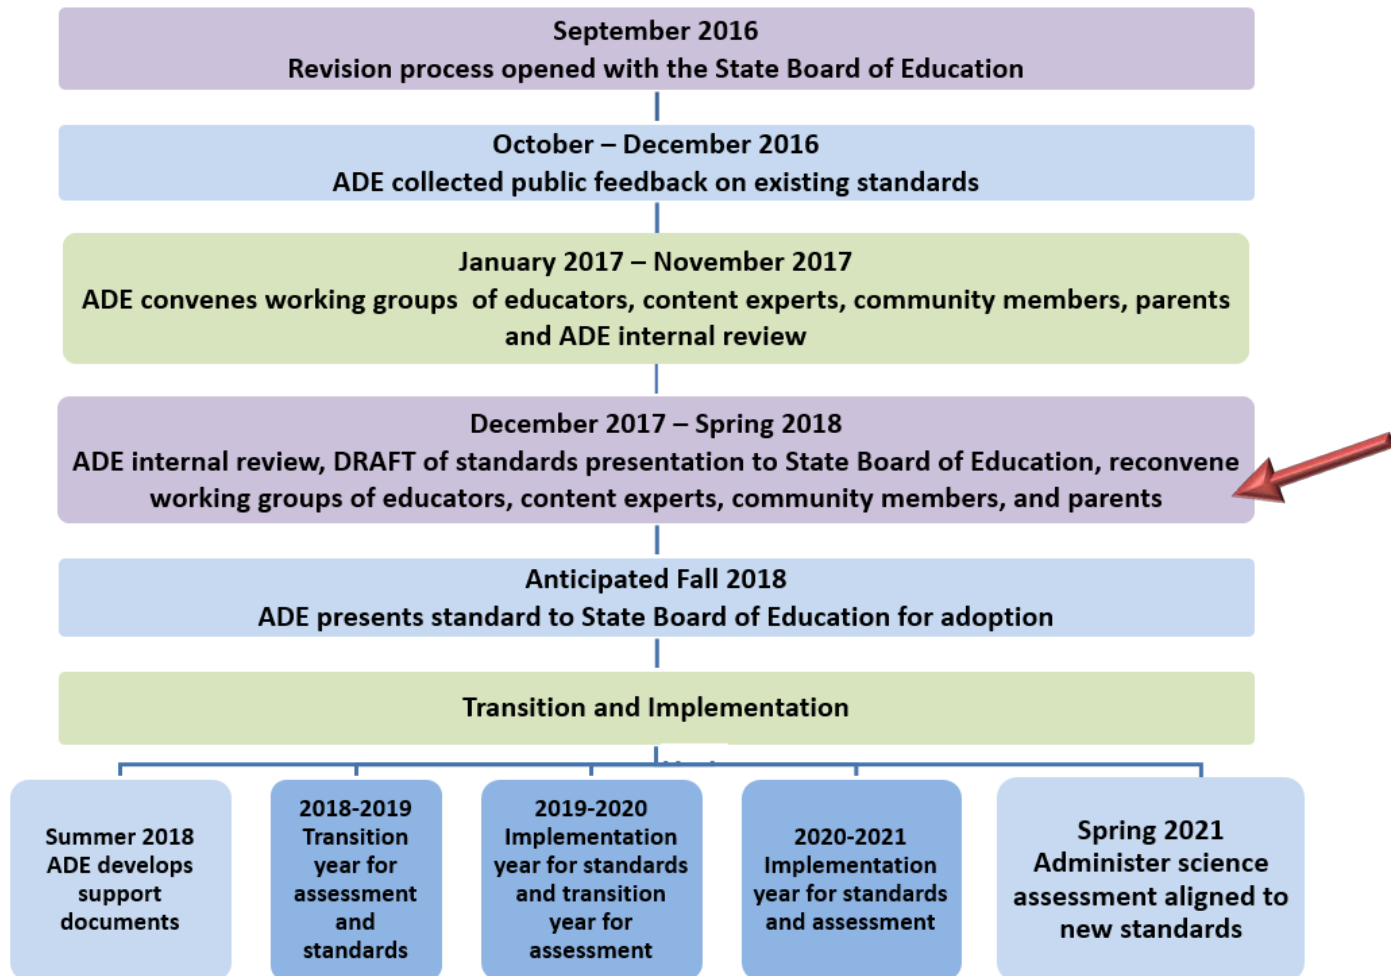 September 2016
Revision process opened with the State Board of Education
October – December 2016
ADE collected public feedback on existing standards
January 2017 – November 2017
ADE convenes working groups  of educators, content experts, community members, parents
and ADE internal review
December 2017 – Spring 2018
ADE internal review, DRAFT of standards presentation to State Board of Education, reconvene
working groups of educators, content experts, community members, and parents
Anticipated Fall 2018
ADE presents standard to State Board of Education for adoption
Transition and Implementation
Summer 2018
ADE develops
support
documents
2018-2019
Transition
year for
assessment
and
standards
2019-2020
Implementation
year for standards
and transition
year for
assessment
2020-2021
Implementation
year for standards
and assessment
Spring 2021
Administer science
assessment aligned to
new standards